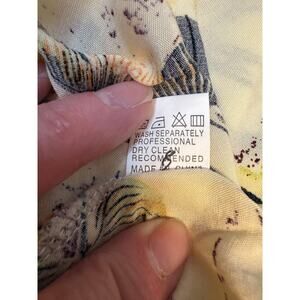 WASH SEPARATELY
PROFESSIONAL
DRY CLEAN
RECOMMENDED
MADE
S